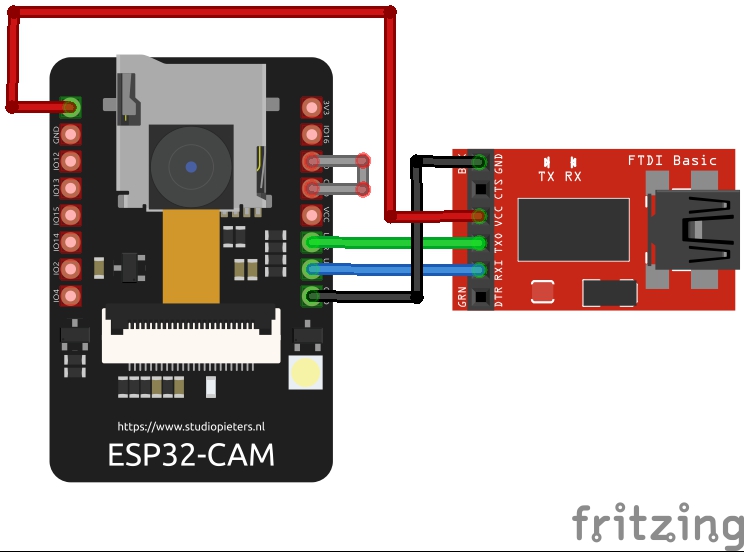 3V3
GND
IO16
IO12
IO13
IO15
VCC
IO14
IO2
IO4
BLK
GND
CTS
VCC
TXO
RXI
DTR
GRN
FTDI Basic
TX RX
https://www.studiopieters.nl
ESP32-CAM
fritzing